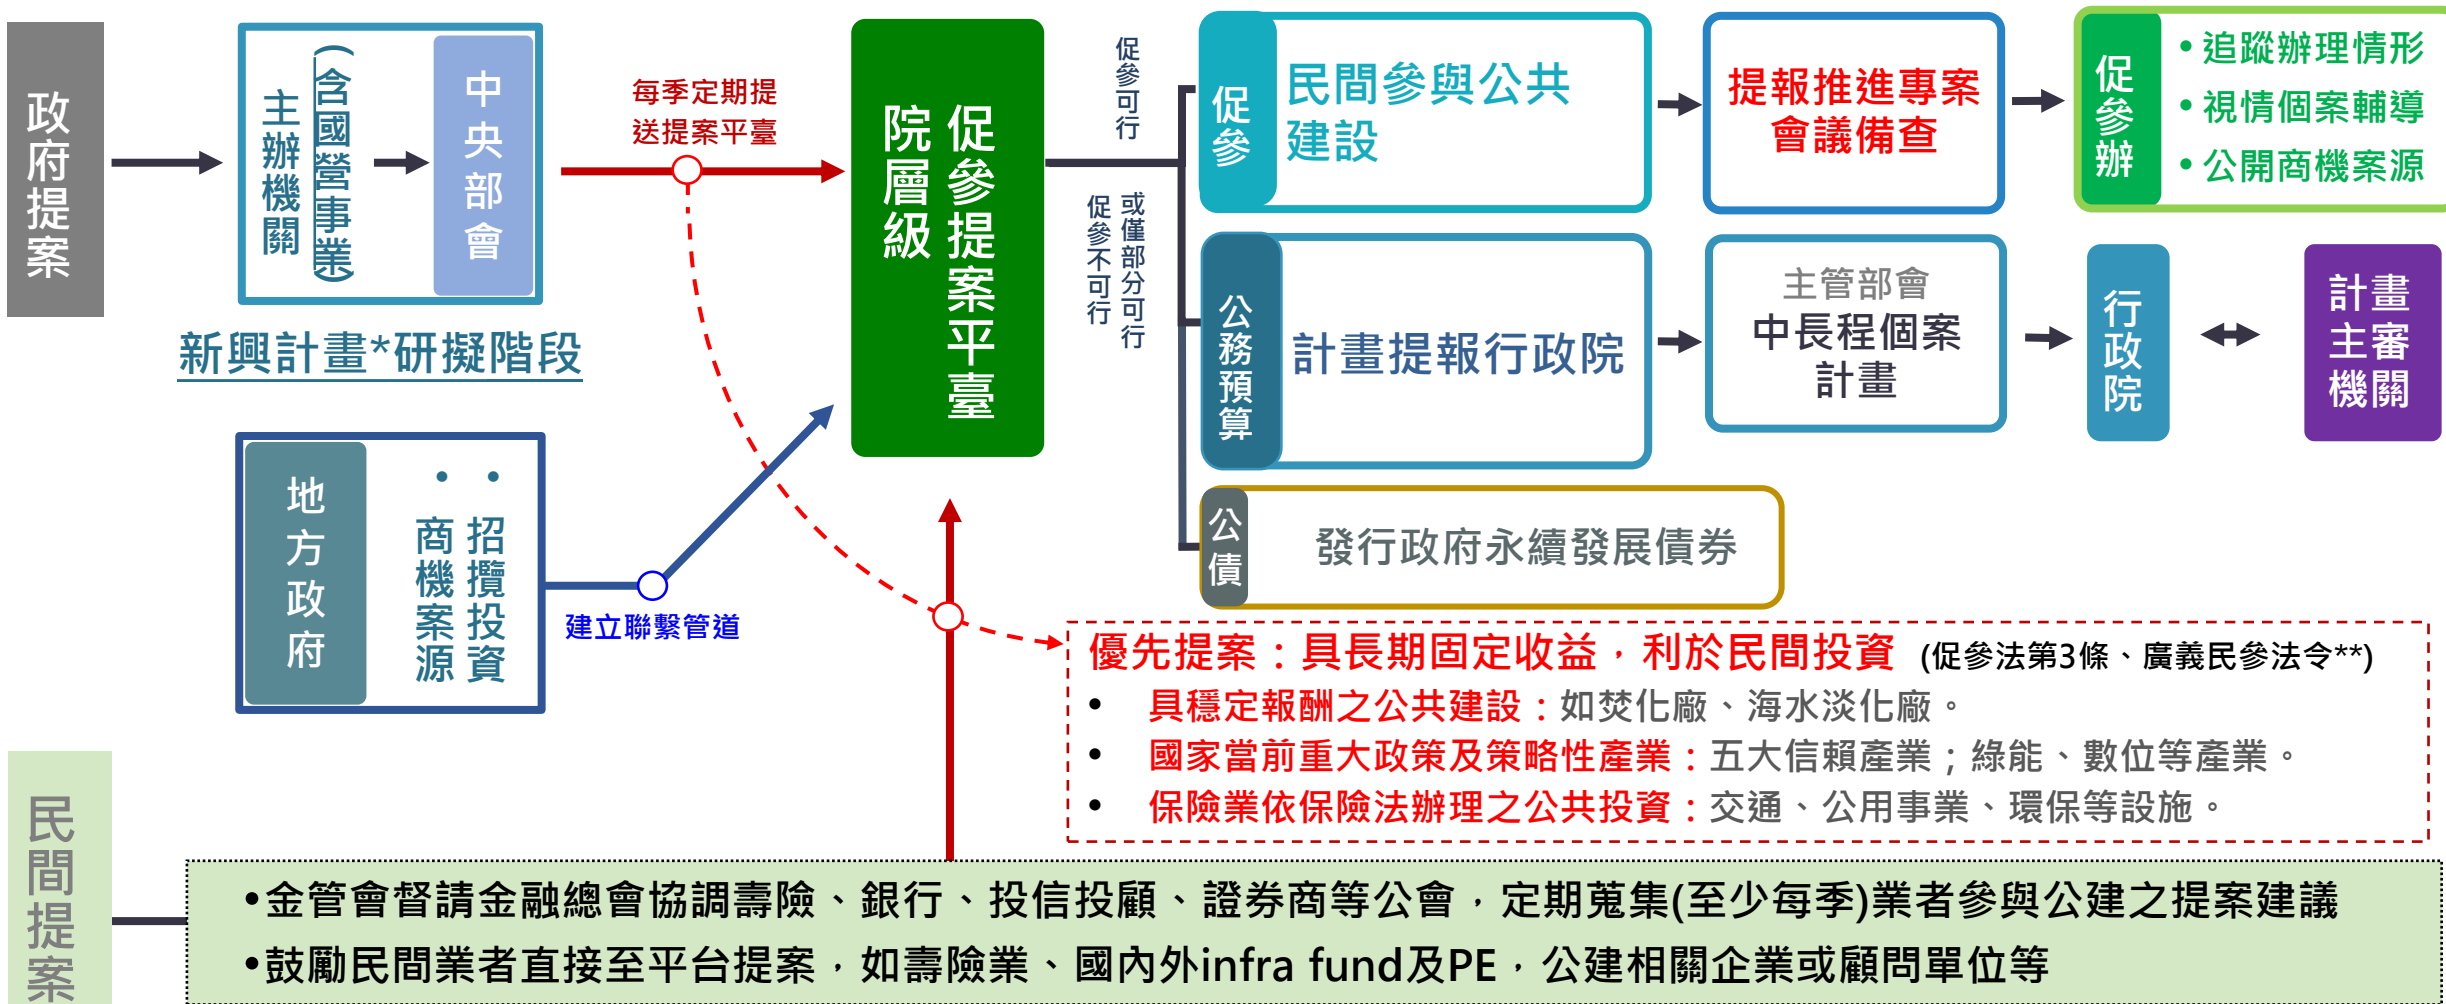 政府提案
主辦機關
(含國營事業)
中央部會
新興計畫*研擬階段
每季定期提
送提案平臺
地方政府
• 招攬投資
• 商機案源
建立聯繫管道
院層級
促參提案平臺
促參可行
促參不可行
或僅部分可行
促參
民間參與公共
建設
提報推進專案
會議備查
促參辦
•追蹤辦理情形
•視情個案輔導
•公開商機案源
公務預算
計畫提報行政院
主管部會
中長程個案
計畫
行政院
計畫
主審
機關
公債
發行政府永續發展債券
優先提案：具長期固定收益，利於民間投資 (促參法第3條、廣義民參法令**)
• 具穩定報酬之公共建設：如焚化廠、海水淡化廠。
• 國家當前重大政策及策略性產業：五大信賴產業；綠能、數位等產業。
• 保險業依保險法辦理之公共投資：交通、公用事業、環保等設施。
民間提案
•金管會督請金融總會協調壽險、銀行、投信投顧、證券商等公會，定期蒐集(至少每季)業者參與公建之提案建議
•鼓勵民間業者直接至平台提案，如壽險業、國內外infra fund及PE，公建相關企業或顧問單位等